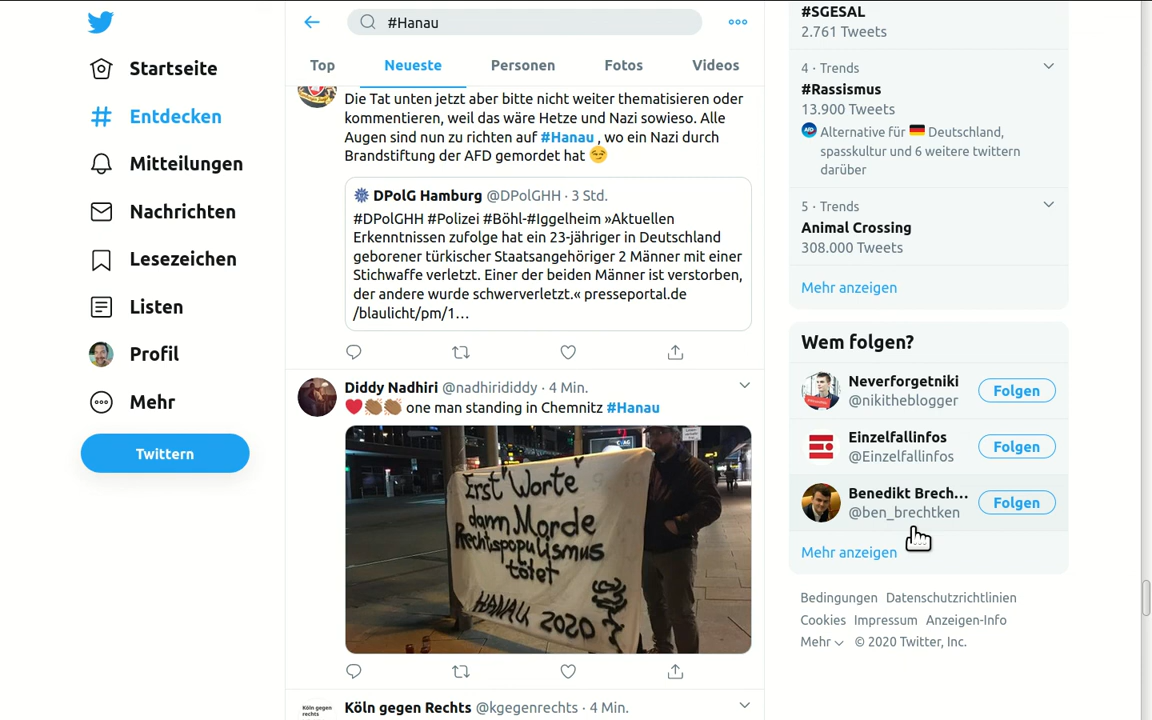 Startseite
Entdecken
Mitteilungen
Nachrichten
Lesezeichen
Listen
Profil
Mehr
Twittern
#Hanau
Top
Neueste
Personen
Fotos
Videos
Die Tat unten jetzt aber bitte nicht weiter thematisieren oder
kommentieren, weil das wäre Hetze und Nazi sowieso. Alle
Augen sind nun zu richten auf #Hanau , wo ein Nazi durch
Brandstiftung der AFD gemordet hat 😏
DPolG Hamburg @DPolGHH · 3 Std.
#DPolGHH #Polizei #Böhl-#Iggelheim »Aktuellen
Erkenntnissen zufolge hat ein 23-jähriger in Deutschland
geborener türkischer Staatsangehöriger 2 Männer mit einer
Stichwaffe verletzt. Einer der beiden Männer ist verstorben,
der andere wurde schwerverletzt.« presseportal.de
/blaulicht/pm/1…
Diddy Nadhiri @nadhirididdy · 4 Min.
❤️👏🏾👏🏾 one man standing in Chemnitz #Hanau
Erst Worte
dann Morde
Rechtspopulismus
tötet
HANAU 2020
Köln gegen Rechts @kgegenrechts · 4 Min.
Köln gegen
rechts
#SGESAL
2.761 Tweets
4 · Trends
#Rassismus
13.900 Tweets
Alternative für 🇩🇪 Deutschland,
spasskultur und 6 weitere twittern
darüber
5 · Trends
Animal Crossing
308.000 Tweets
Mehr anzeigen
Wem folgen?
Neverforgetniki
@nikitheblogger
Folgen
Einzelfallinfos
@Einzelfallinfos
Folgen
Benedikt Brech…
@ben_brechtken
Folgen
Mehr anzeigen
Bedingungen Datenschutzrichtlinien
Cookies Impressum Anzeigen-Info
Mehr © 2020 Twitter, Inc.